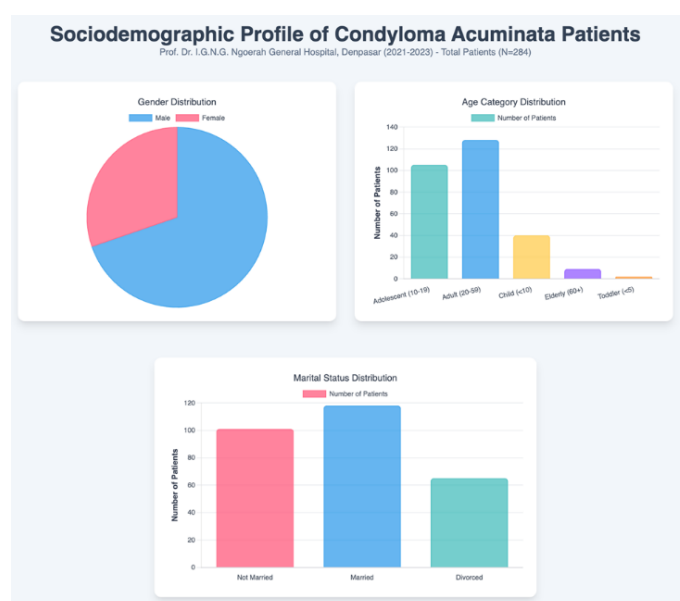 Sociodemographic Profile of Condyloma Acuminata Patients
Prof. Dr. I.G.N.G. Ngoerah General Hospital, Denpasar (2021-2023) - Total Patients (N=284)
Gender Distribution
Male Female
Age Category Distribution
Number of Patients
Number of Patients
140
120
100
80
60
40
20
0
Adolescent (10-19) Adult (20-59) Child (<10) Elderly (60+) Toddler (<5)
Marital Status Distribution
Number of Patients
Number of Patients
120
100
80
60
40
20
0
Not Married Married Divorced